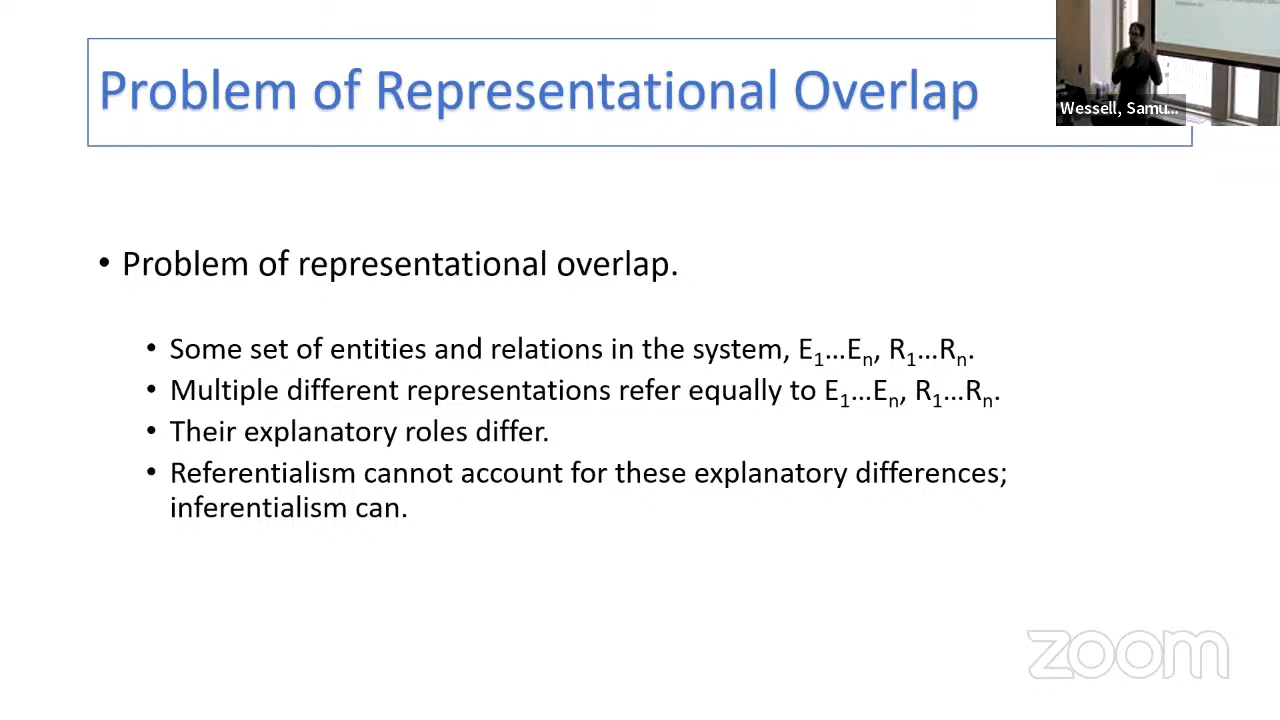 Problem of Representational Overlap
Wessell, Samu...
• Problem of representational overlap.
• Some set of entities and relations in the system, E₁...Eₙ, R₁...Rₙ.
• Multiple different representations refer equally to E₁...Eₙ, R₁...Rₙ.
• Their explanatory roles differ.
• Referentialism cannot account for these explanatory differences;
inferentialism can.
zoom